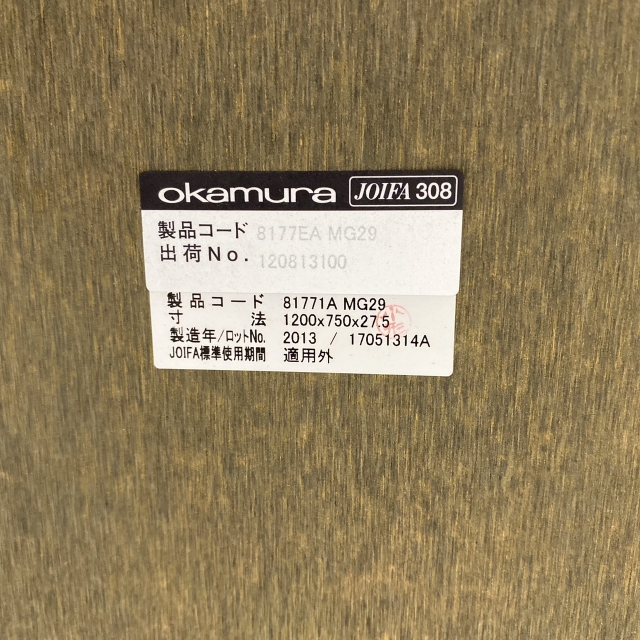 okamura JOIFA 308
製品コード 8177EA MG29
出荷No. 120813100
製品コード 81771A MG29
寸法 1200x750x27.5
製造年/ロットNo. 2013 / 17051314A
JOIFA標準使用期間 適用外